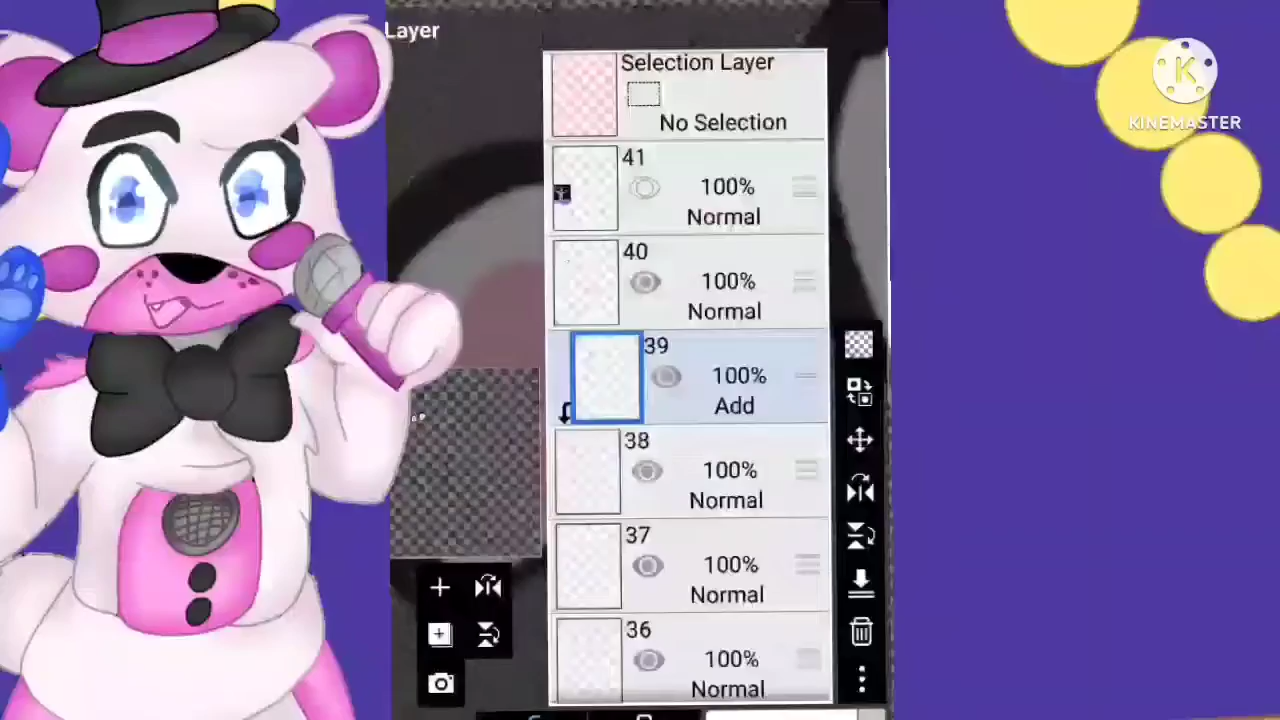 Layer
Selection Layer
No Selection
41
100%
Normal
40
100%
Normal
39
100%
Add
38
100%
Normal
37
100%
Normal
36
100%
Normal
K
KINEMASTER